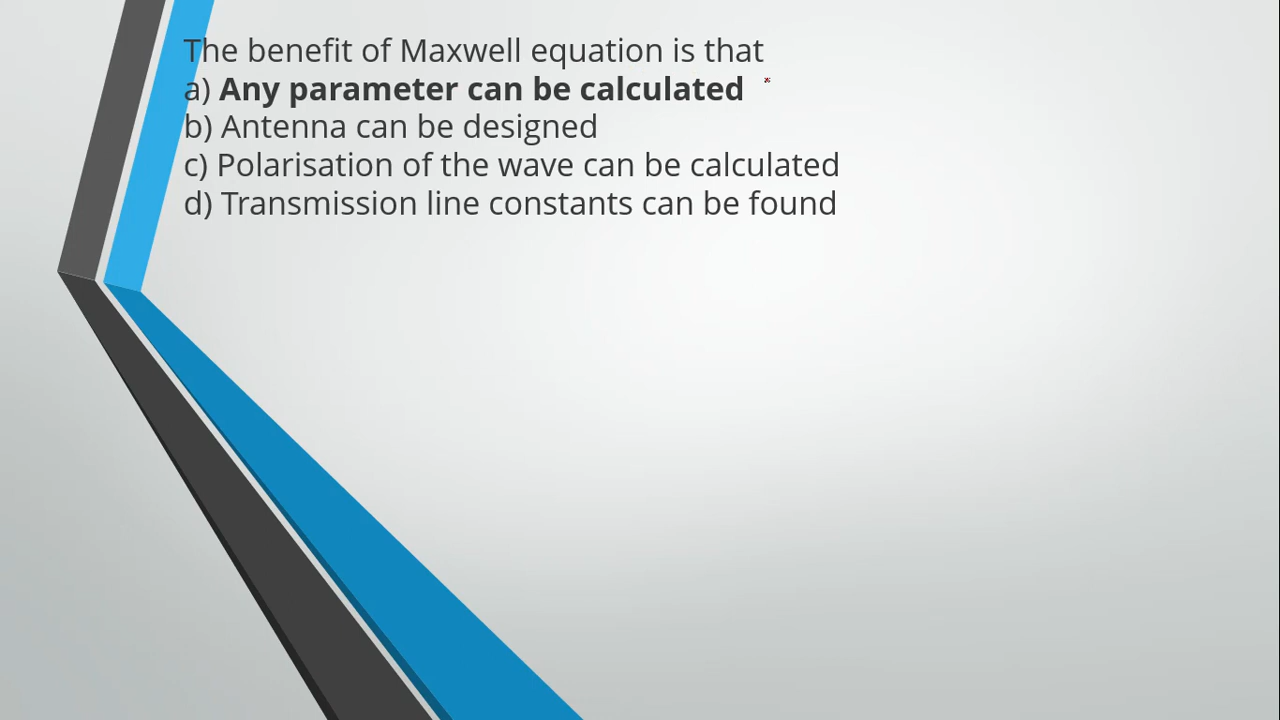 The benefit of Maxwell equation is that
a) Any parameter can be calculated
b) Antenna can be designed
c) Polarisation of the wave can be calculated
d) Transmission line constants can be found